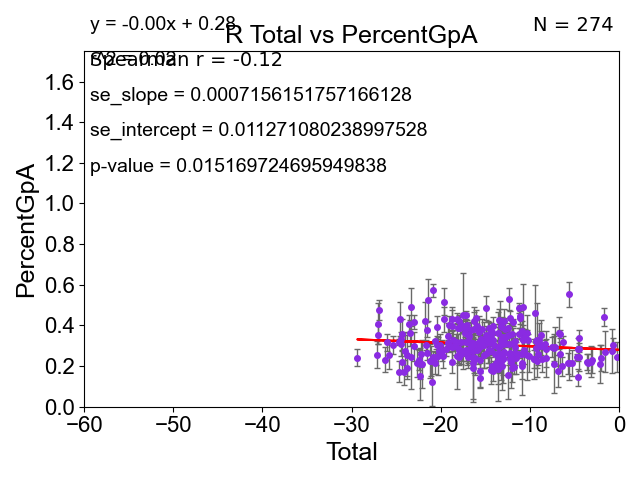 y = -0.00x + 0.28
N = 274
R Total vs PercentGpA
Spearman r = -0.12
se_slope = 0.0007156151757166128
se_intercept = 0.011271080238997528
p-value = 0.015169724695949838
PercentGpA
1.6
1.4
1.2
1.0
0.8
0.6
0.4
0.2
0.0
−60 −50 −40 −30 −20 −10 0
Total